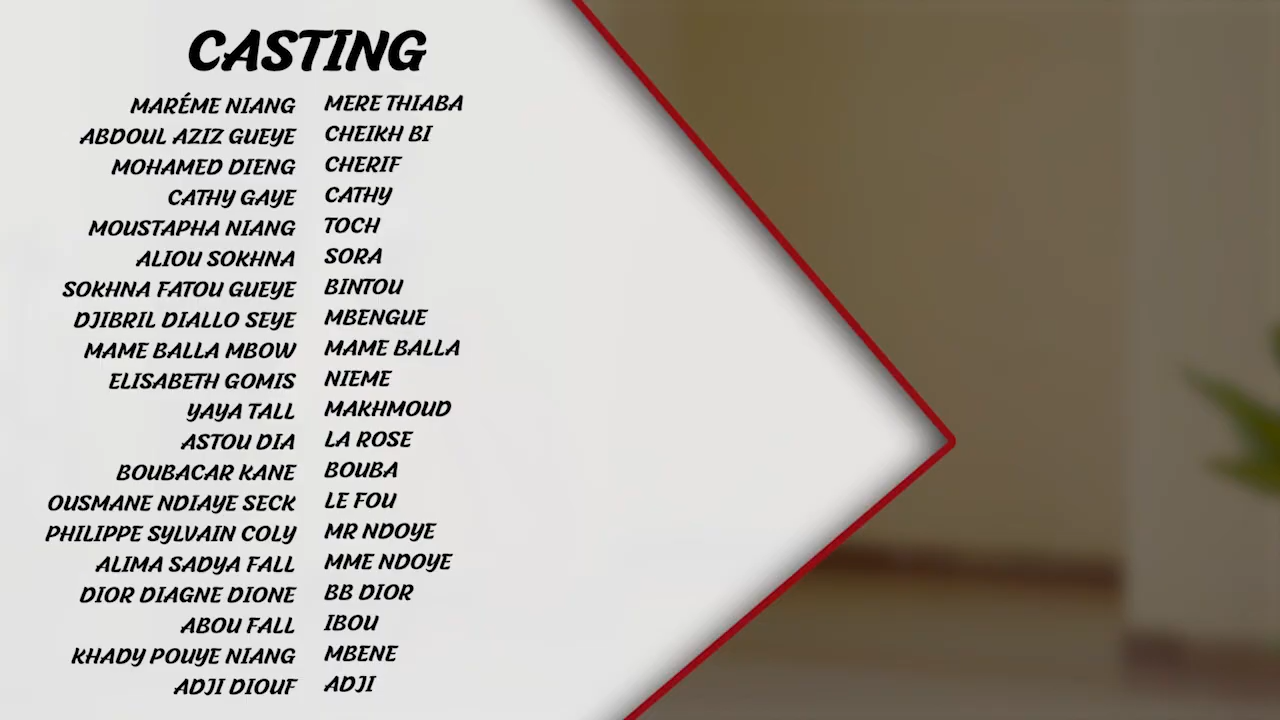 CASTING
MARÉME NIANG MERE THIABA
ABDOUL AZIZ GUEYE CHEIKH BI
MOHAMED DIENG CHERIF
CATHY GAYE CATHY
MOUSTAPHA NIANG TOCH
ALIOU SOKHNA SORA
SOKHNA FATOU GUEYE BINTOU
DJIBRIL DIALLO SEYE MBENGUE
MAME BALLA MBOW MAME BALLA
ELISABETH GOMIS NIEME
YAYA TALL MAKHMOUD
ASTOU DIA LA ROSE
BOUBACAR KANE BOUBA
OUSMANE NDIAYE SECK LE FOU
PHILIPPE SYLVAIN COLY MR NDOYE
ALIMA SADYA FALL MME NDOYE
DIOR DIAGNE DIONE BB DIOR
ABOU FALL IBOU
KHADY POUYE NIANG MBENE
ADJI DIOUF ADJI